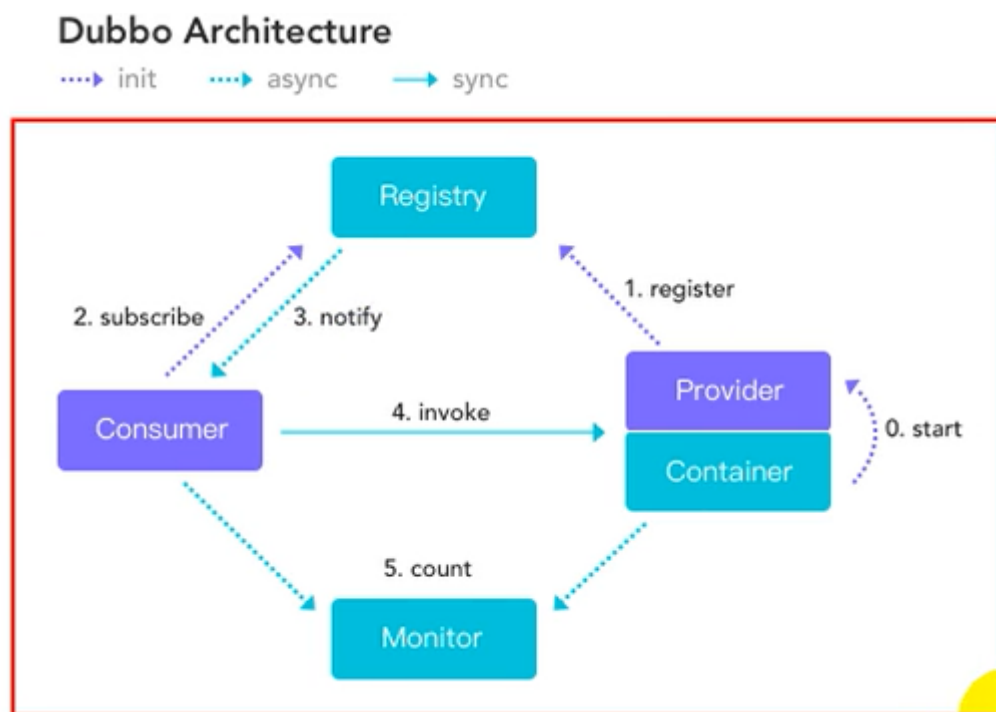 Dubbo Architecture
init async sync
Registry
1. register
2. subscribe
3. notify
Provider
4. invoke
Consumer
0. start
Container
5. count
Monitor